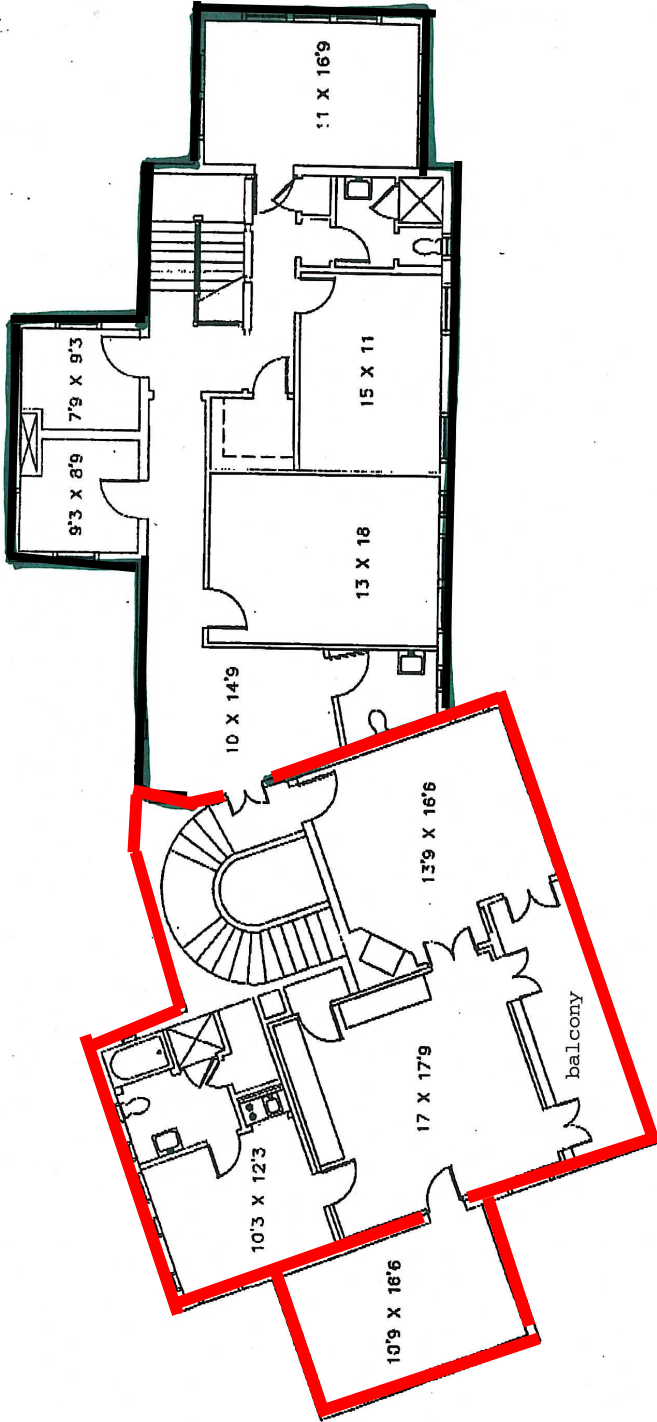 11 X 16'9
7'9 X 9'3
9'3 X 8'9
15 X 11
13 X 18
10 X 14'9
13'9 X 16'6
17 X 17'9
balcony
10'3 X 12'3
10'9 X 16'6